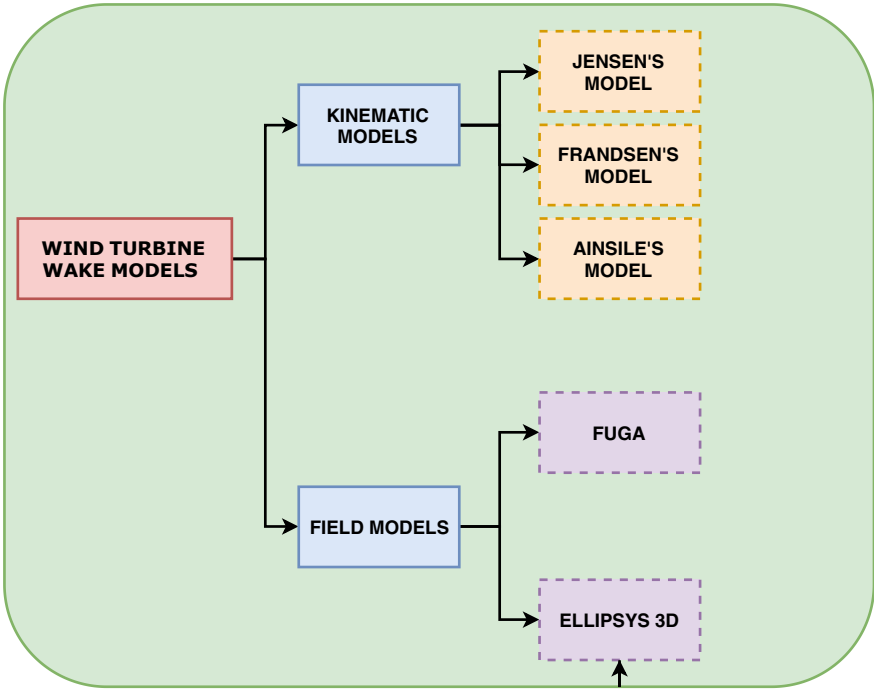 WIND TURBINE
WAKE MODELS
KINEMATIC
MODELS
JENSEN'S
MODEL
FRANDSEN'S
MODEL
AINSILE'S
MODEL
FIELD MODELS
FUGA
ELLIPSYS 3D